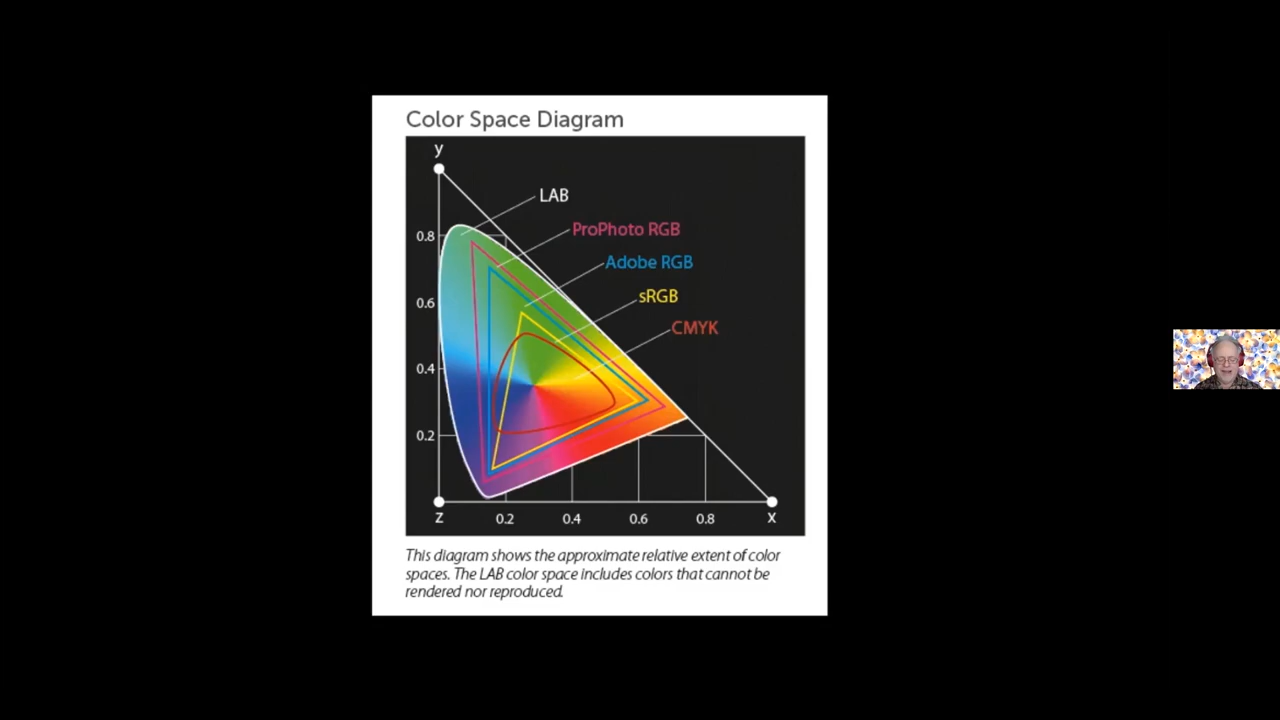 Color Space Diagram
y
LAB
ProPhoto RGB
0.8
Adobe RGB
sRGB
0.6
CMYK
0.4
0.2
z 0.2 0.4 0.6 0.8 x
This diagram shows the approximate relative extent of color
spaces. The LAB color space includes colors that cannot be
rendered nor reproduced.